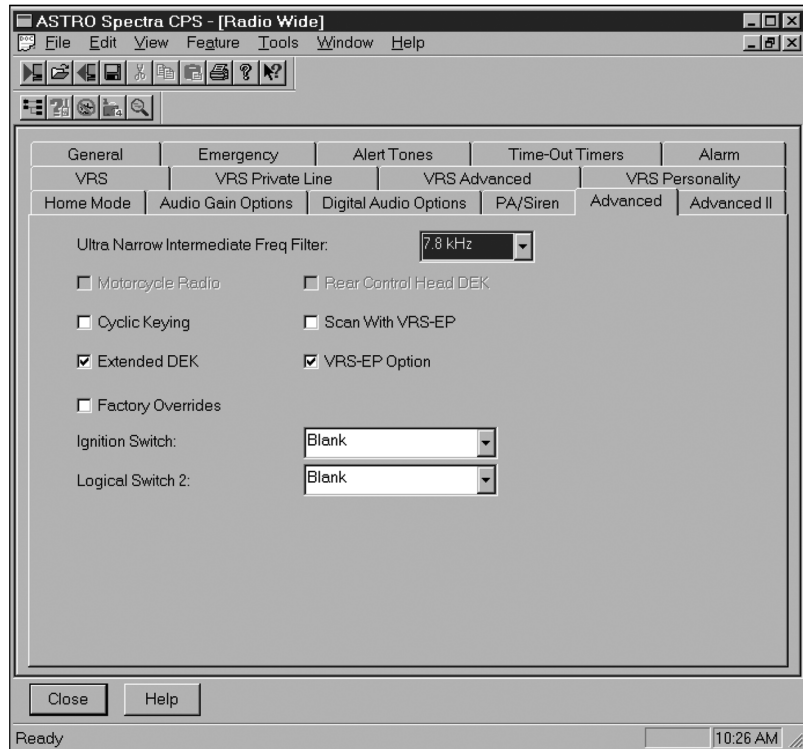 ASTRO Spectra CPS - [Radio Wide]
File Edit View Feature Tools Window Help
General Emergency Alert Tones Time-Out Timers Alarm
VRS VRS Private Line VRS Advanced VRS Personality
Home Mode Audio Gain Options Digital Audio Options PA/Siren Advanced Advanced II
Ultra Narrow Intermediate Freq Filter: 7.8 kHz
Motorcycle Radio Rear Control Head DEK
Cyclic Keying Scan With VRS-EP
Extended DEK VRS-EP Option
Factory Overrides
Ignition Switch: Blank
Logical Switch 2: Blank
Close Help
Ready 10:26 AM